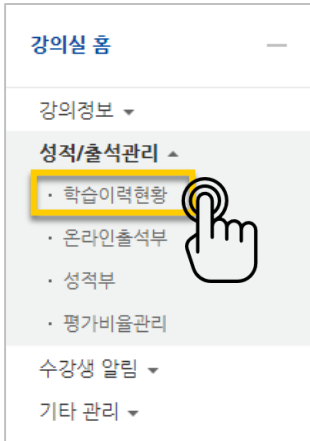 강의실 홈
강의정보
성적/출석관리
· 학습이력현황
· 온라인출석부
· 성적부
· 평가비율관리
수강생 알림
기타 관리